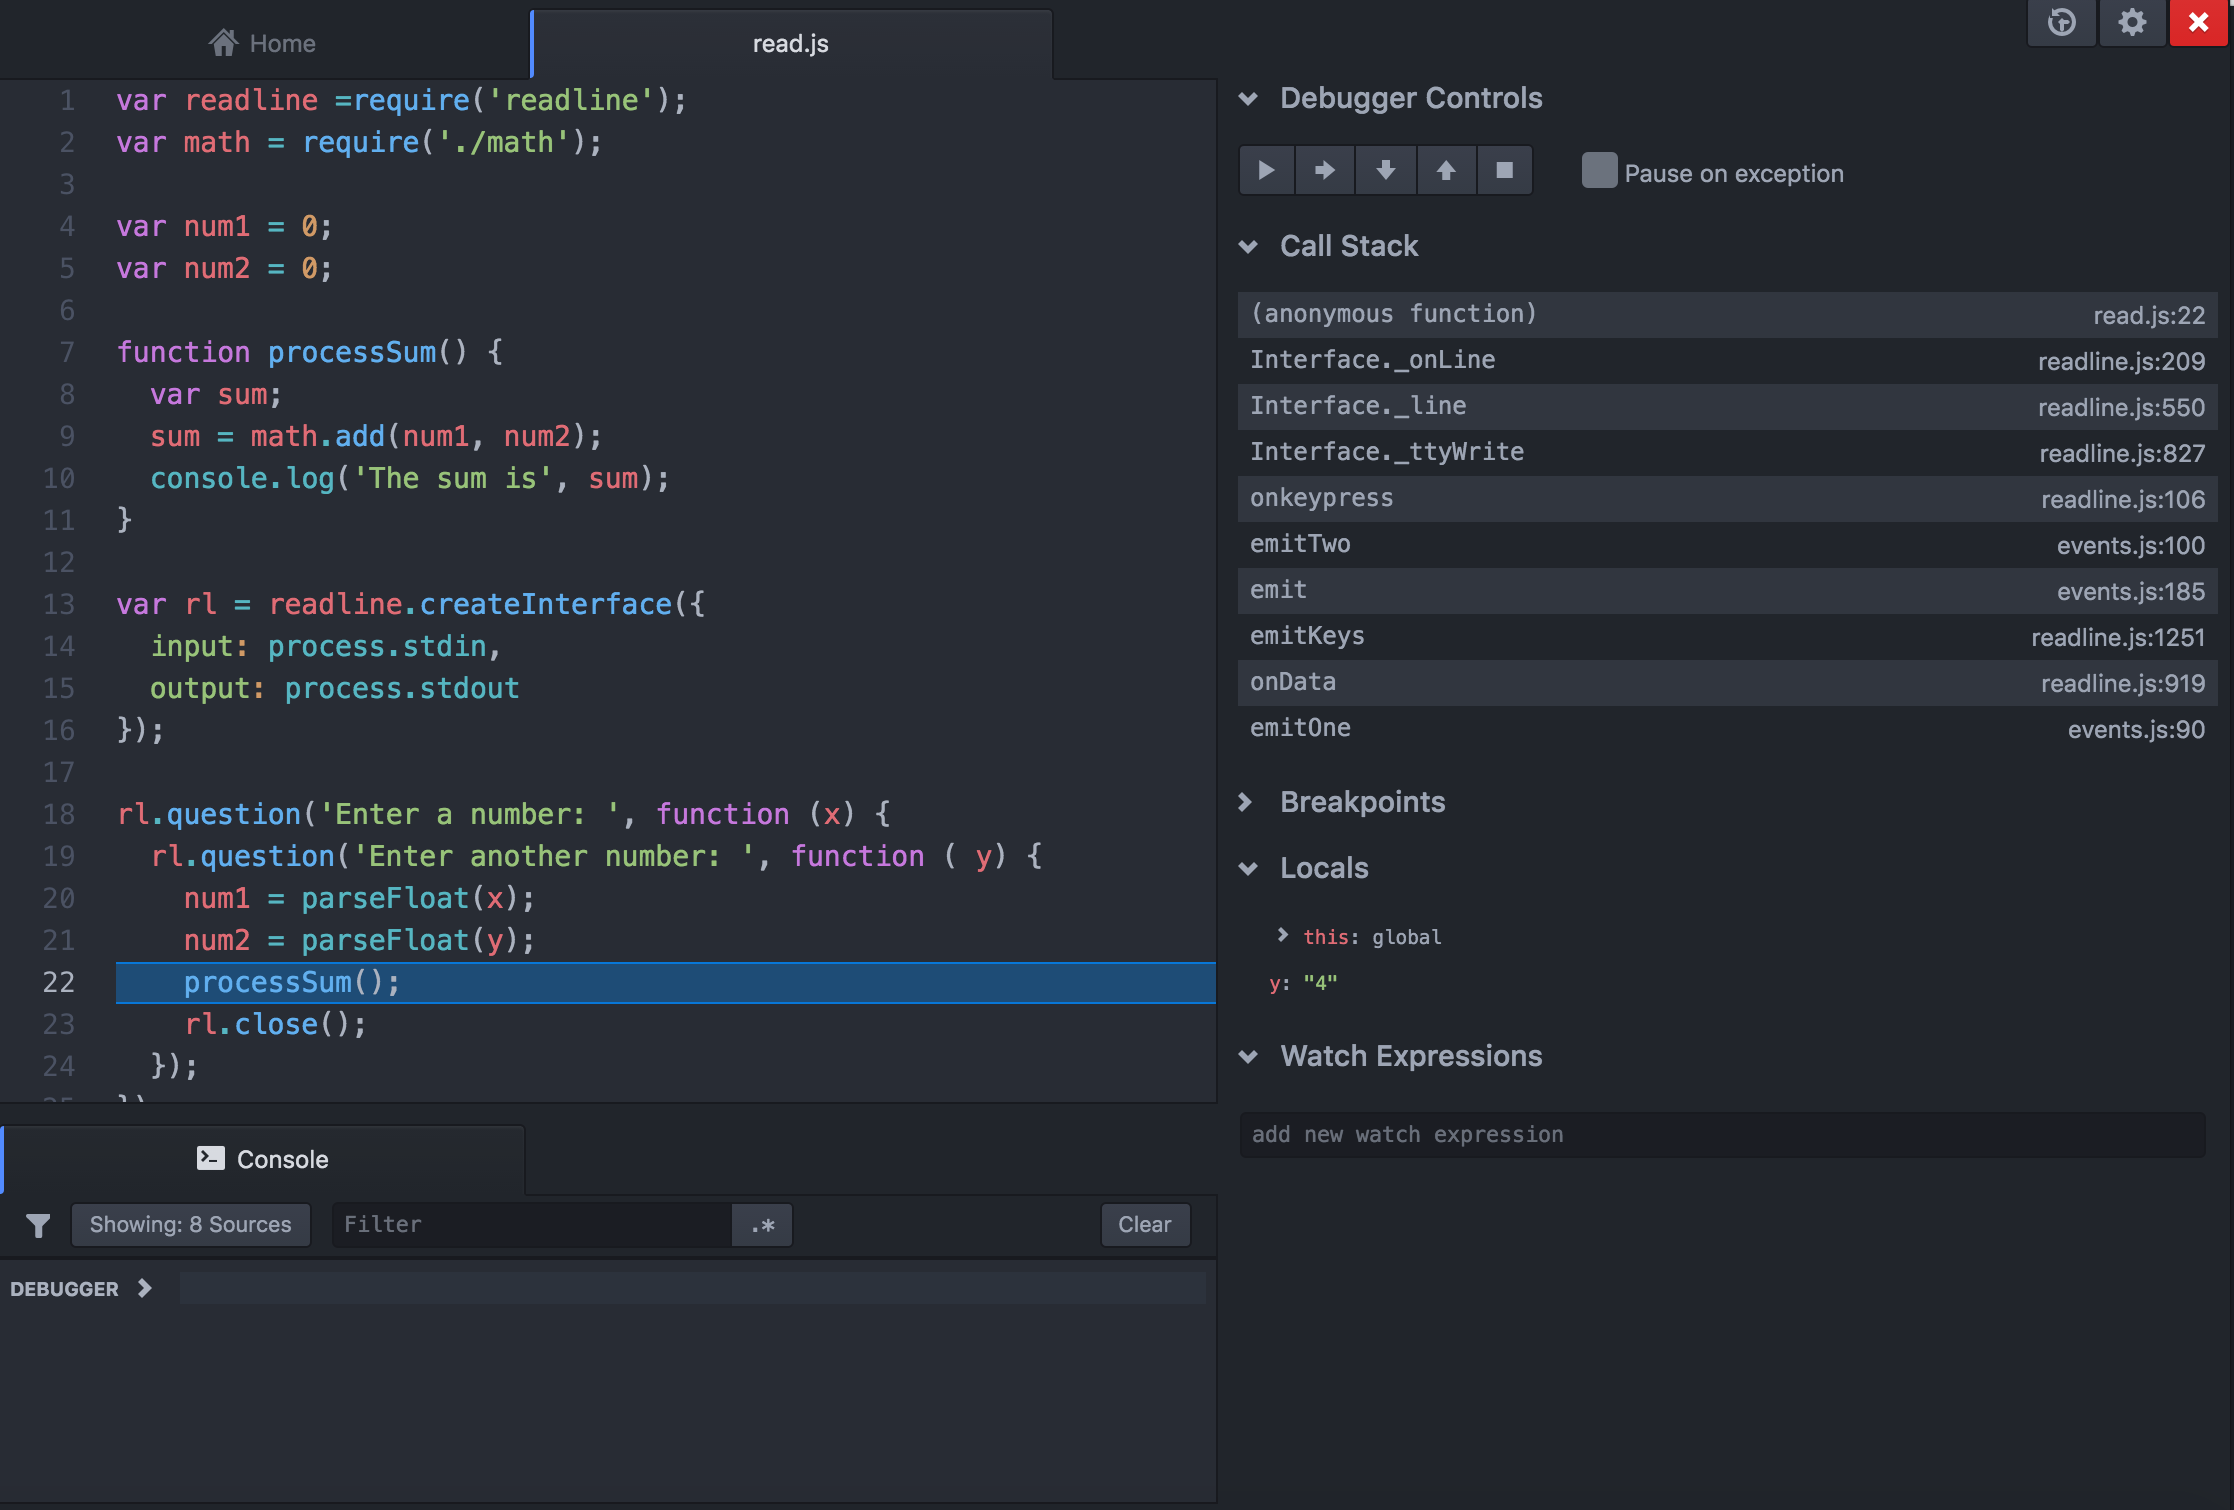 Home
read.js
1 var readline =require('readline');
2 var math = require('./math');
3
4 var num1 = 0;
5 var num2 = 0;
6
7 function processSum() {
8 var sum;
9 sum = math.add(num1, num2);
10 console.log('The sum is', sum);
11 }
12
13 var rl = readline.createInterface({
14 input: process.stdin,
15 output: process.stdout
16 });
17
18 rl.question('Enter a number: ', function (x) {
19 rl.question('Enter another number: ', function ( y) {
20 num1 = parseFloat(x);
21 num2 = parseFloat(y);
22 processSum();
23 rl.close();
24 });
Console
Showing: 8 Sources
Filter
.*
Clear
DEBUGGER
Debugger Controls
Pause on exception
Call Stack
(anonymous function) read.js:22
Interface._onLine readline.js:209
Interface._line readline.js:550
Interface._ttyWrite readline.js:827
onkeypress readline.js:106
emitTwo events.js:100
emit events.js:185
emitKeys readline.js:1251
onData readline.js:919
emitOne events.js:90
Breakpoints
Locals
this: global
y: "4"
Watch Expressions
add new watch expression